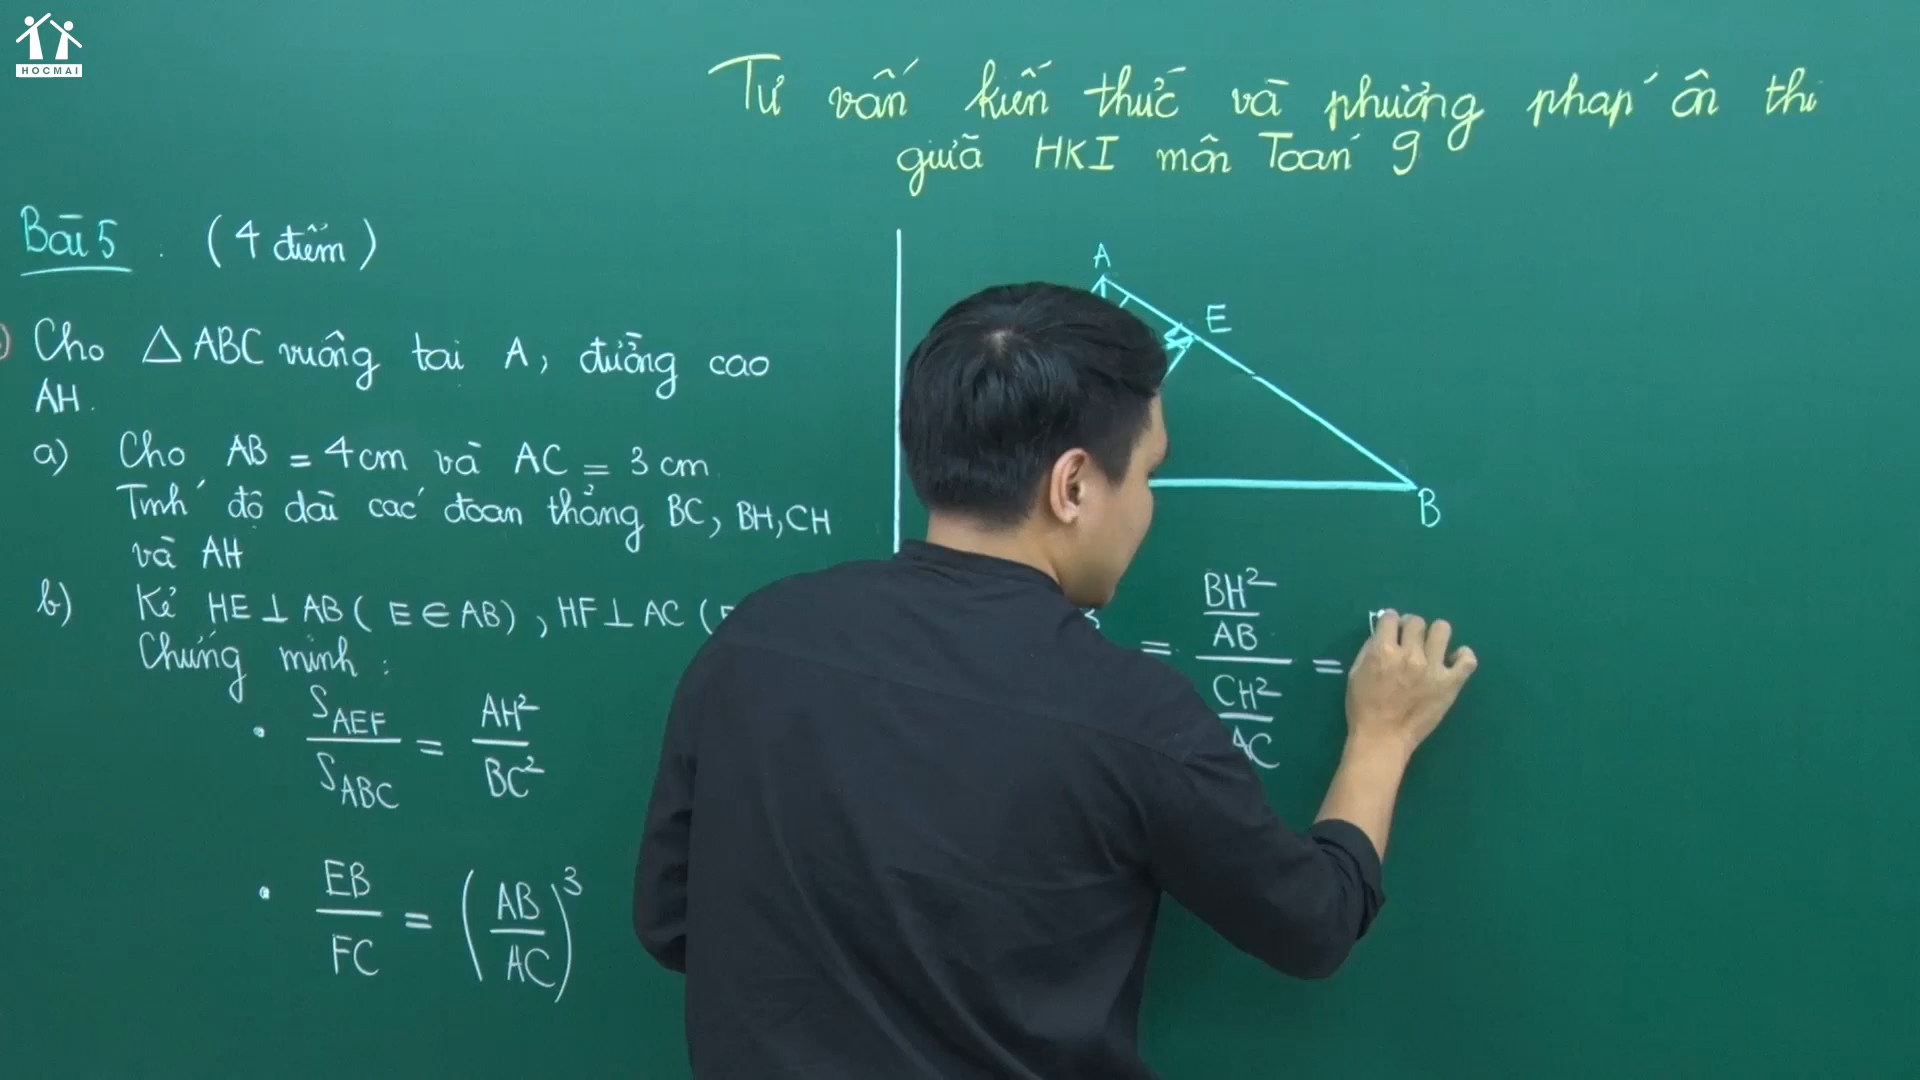 HOCMAI
Tư vấn kiến thức và phương pháp ôn thi
giữa HKI môn Toán 9
Bài 5 : (4 điểm)
Cho △ABC vuông tại A, đường cao
AH.
a) Cho AB = 4cm và AC = 3 cm
Tính độ dài các đoạn thẳng BC, BH, CH
và AH
b) Kẻ HE ⊥ AB ( E ∈ AB) , HF ⊥ AC (
Chứng minh :
• S_AEF / S_ABC = AH² / BC²
• EB / FC = (AB / AC)³
A
E
B
= (BH² / AB) / (CH² / AC) =